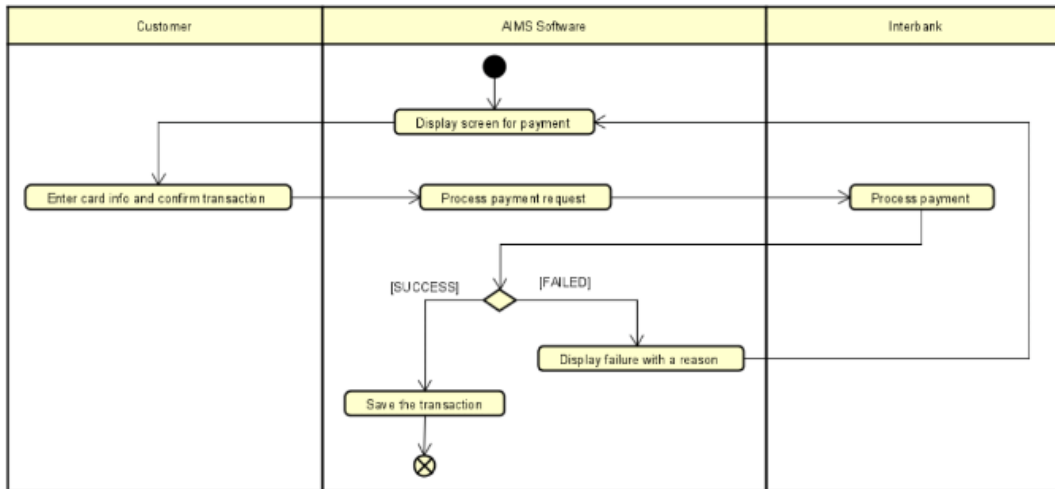 Customer
AIMS Software
Interbank
Display screen for payment
Enter card info and confirm transaction
Process payment request
Process payment
[SUCCESS]
[FAILED]
Display failure with a reason
Save the transaction